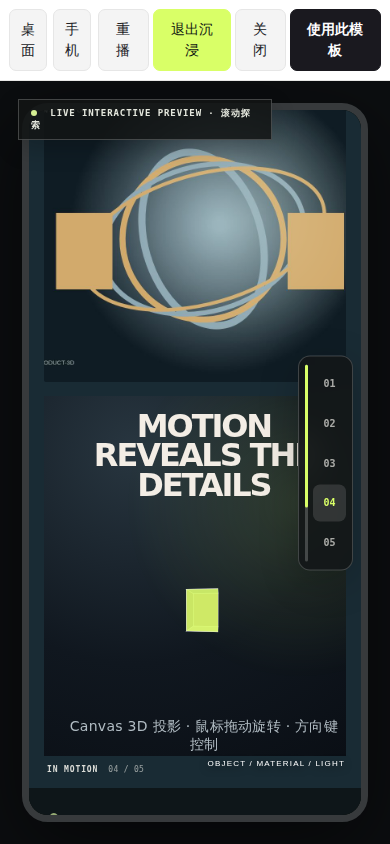 桌面
手机
重播
退出沉浸
关闭
使用此模板
LIVE INTERACTIVE PREVIEW · 滚动探索
ODUCT-3D
01
02
03
04
05
MOTION
REVEALS TH
DETAILS
Canvas 3D 投影 · 鼠标拖动旋转 · 方向键
控制
IN MOTION 04 / 05
OBJECT / MATERIAL / LIGHT